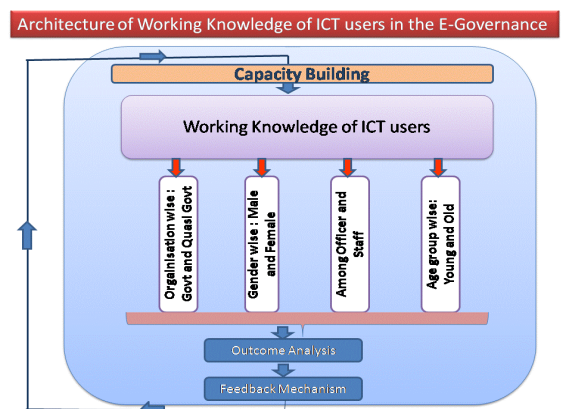 Architecture of Working Knowledge of ICT users in the E-Governance
Capacity Building
Working Knowledge of ICT users
Orgainisation wise :
Govt and Quasi Govt
Gender wise : Male
and Female
Among Officer and
Staff
Age group wise:
Young and Old
Outcome Analysis
Feedback Mechanism